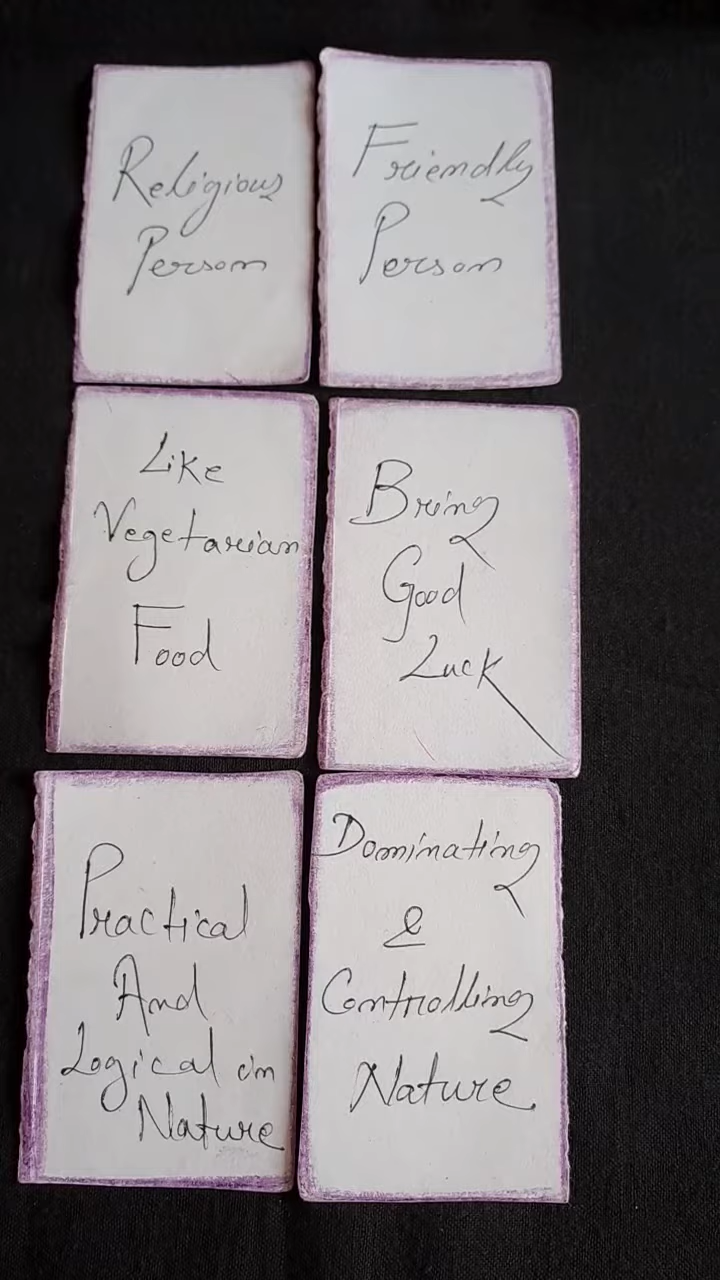 Religious
Person
Friendly
Person
Like
Vegetarian
Food
Bring
Good
Luck
Practical
And
Logical in
Nature
Dominating
&
Controlling
Nature